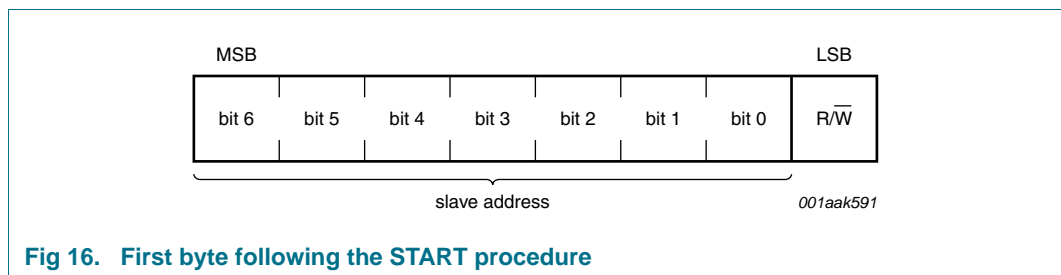 MSB LSB
bit 6 bit 5 bit 4 bit 3 bit 2 bit 1 bit 0 R/W̅
slave address 001aak591
Fig 16. First byte following the START procedure